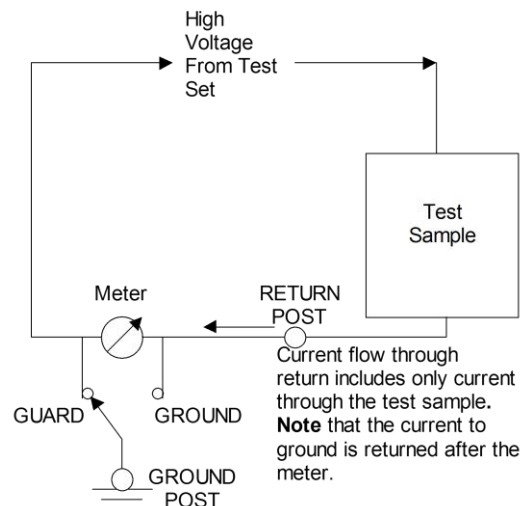 High
Voltage
From Test
Set
Test
Sample
Meter
RETURN
POST
Current flow through
return includes only current
through the test sample.
Note that the current to
ground is returned after the
meter.
GUARD
GROUND
GROUND
POST